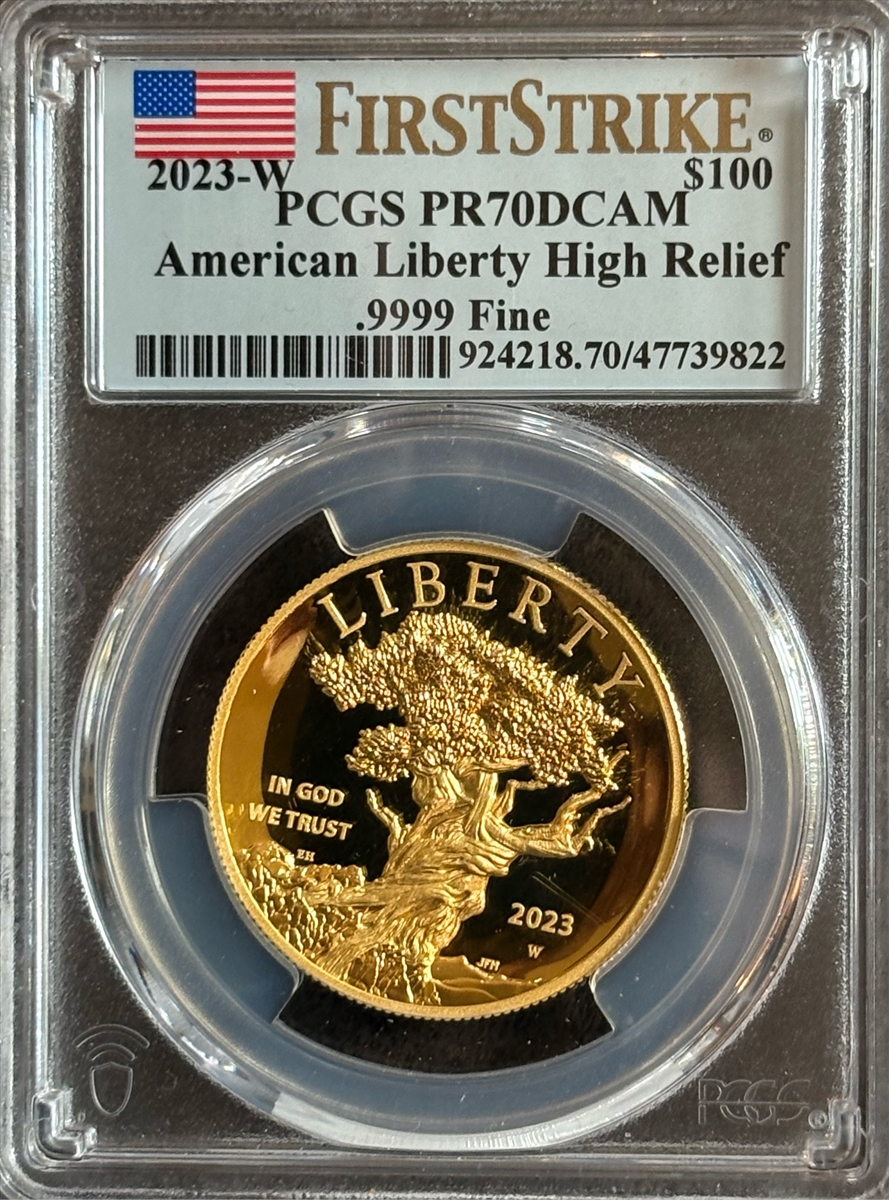 FIRSTSTRIKE®
2023-W $100
PCGS PR70DCAM
American Liberty High Relief
.9999 Fine
924218.70/47739822
LIBERTY
IN GOD
WE TRUST
EH
2023
W
JFM
PCGS